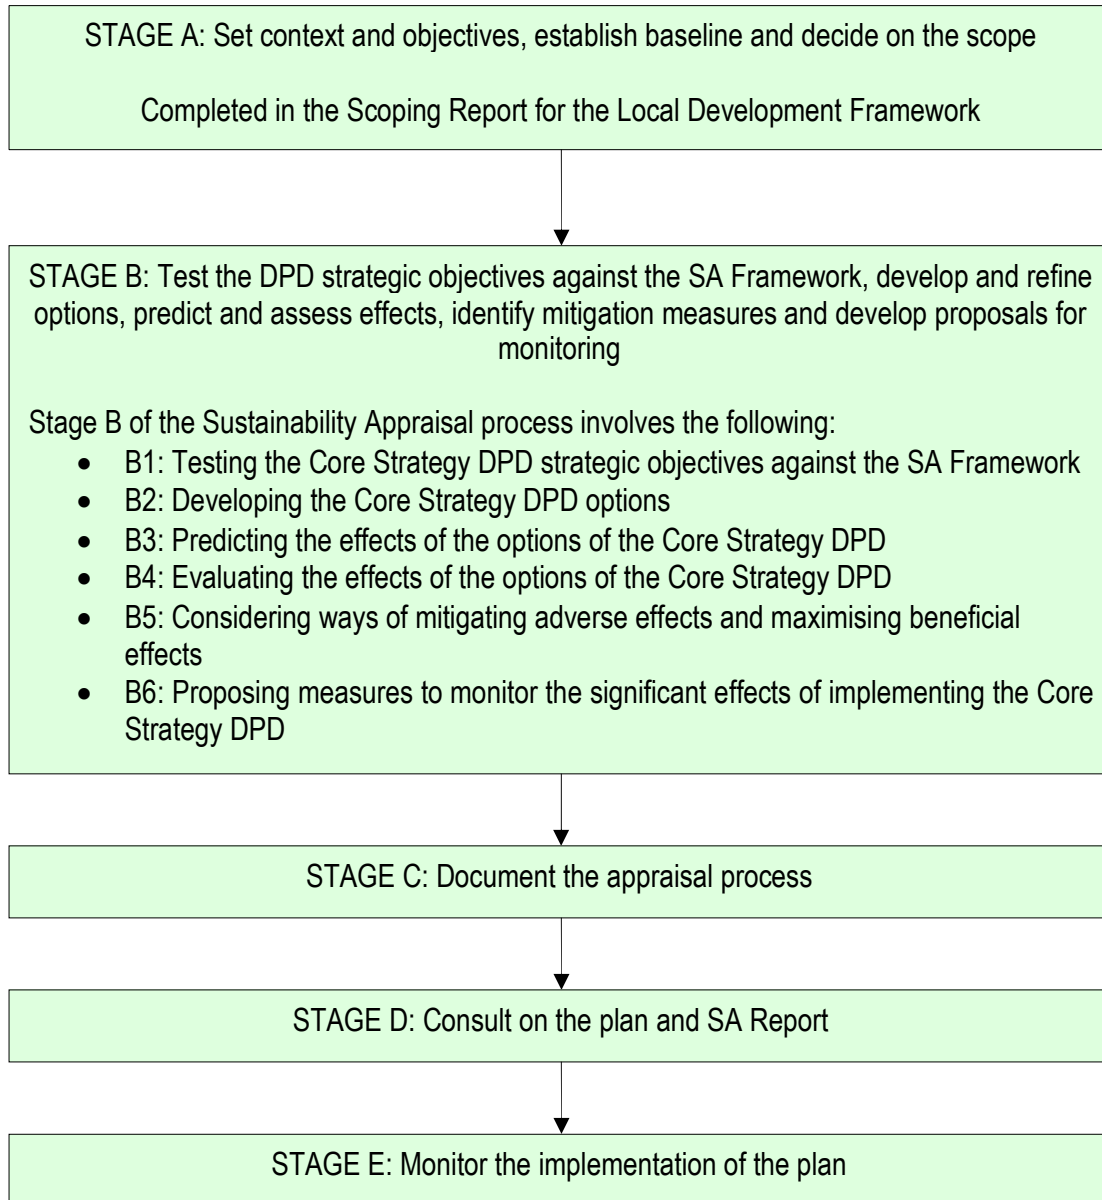 STAGE A: Set context and objectives, establish baseline and decide on the scope
Completed in the Scoping Report for the Local Development Framework
STAGE B: Test the DPD strategic objectives against the SA Framework, develop and refine
options, predict and assess effects, identify mitigation measures and develop proposals for
monitoring
Stage B of the Sustainability Appraisal process involves the following:
• B1: Testing the Core Strategy DPD strategic objectives against the SA Framework
• B2: Developing the Core Strategy DPD options
• B3: Predicting the effects of the options of the Core Strategy DPD
• B4: Evaluating the effects of the options of the Core Strategy DPD
• B5: Considering ways of mitigating adverse effects and maximising beneficial
effects
• B6: Proposing measures to monitor the significant effects of implementing the Core
Strategy DPD
STAGE C: Document the appraisal process
STAGE D: Consult on the plan and SA Report
STAGE E: Monitor the implementation of the plan